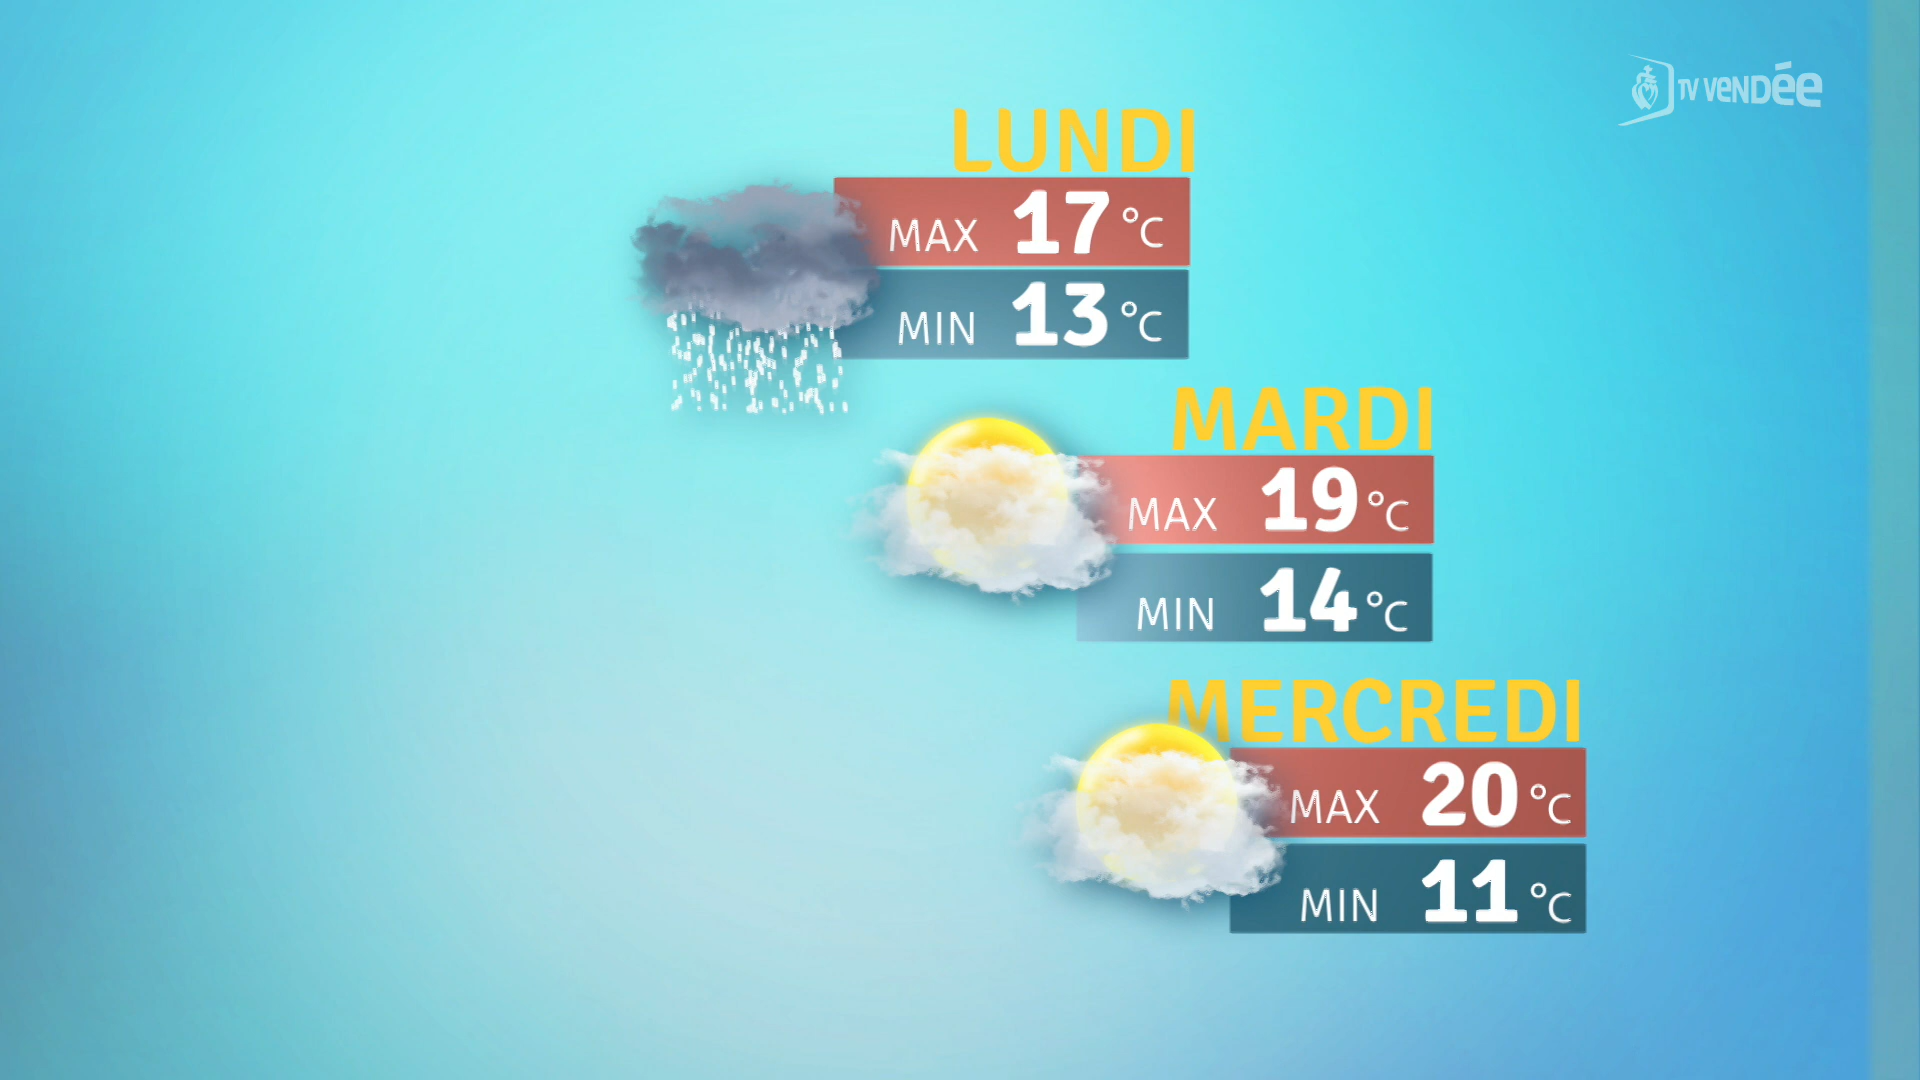 TV VENDÉE
LUNDI
MAX 17 °C
MIN 13 °C
MARDI
MAX 19 °C
MIN 14 °C
MERCREDI
MAX 20 °C
MIN 11 °C